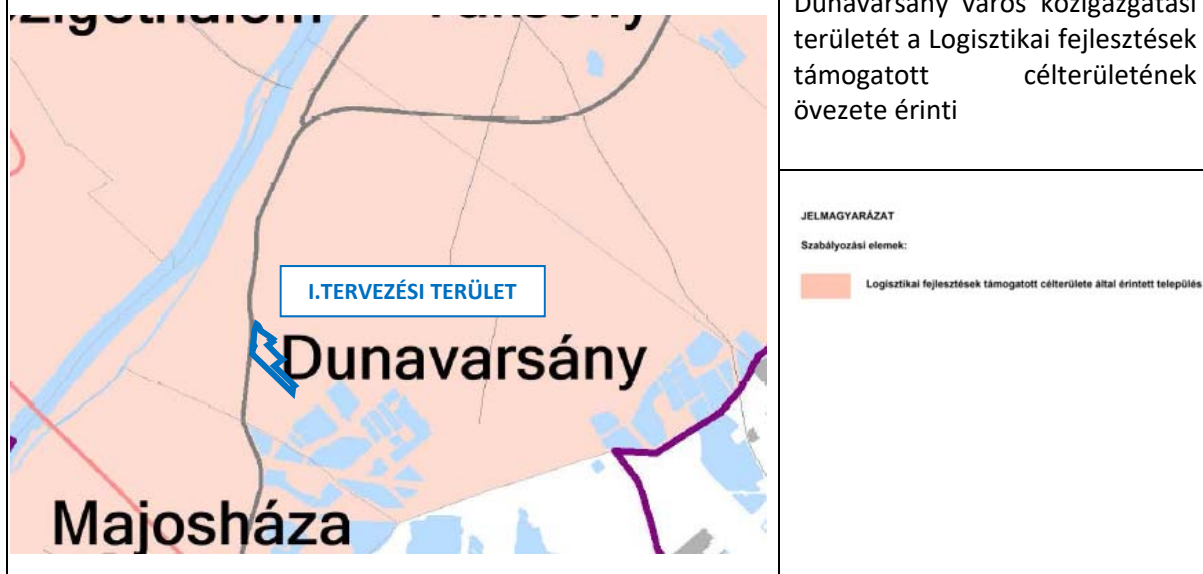 Dunavarsány város közigazgatási
területét a Logisztikai fejlesztések
támogatott célterületének
övezete érinti
I.TERVEZÉSI TERÜLET
Dunavarsány
Majosháza
JELMAGYARÁZAT
Szabályozási elemek:
Logisztikai fejlesztések támogatott célterülete által érintett település